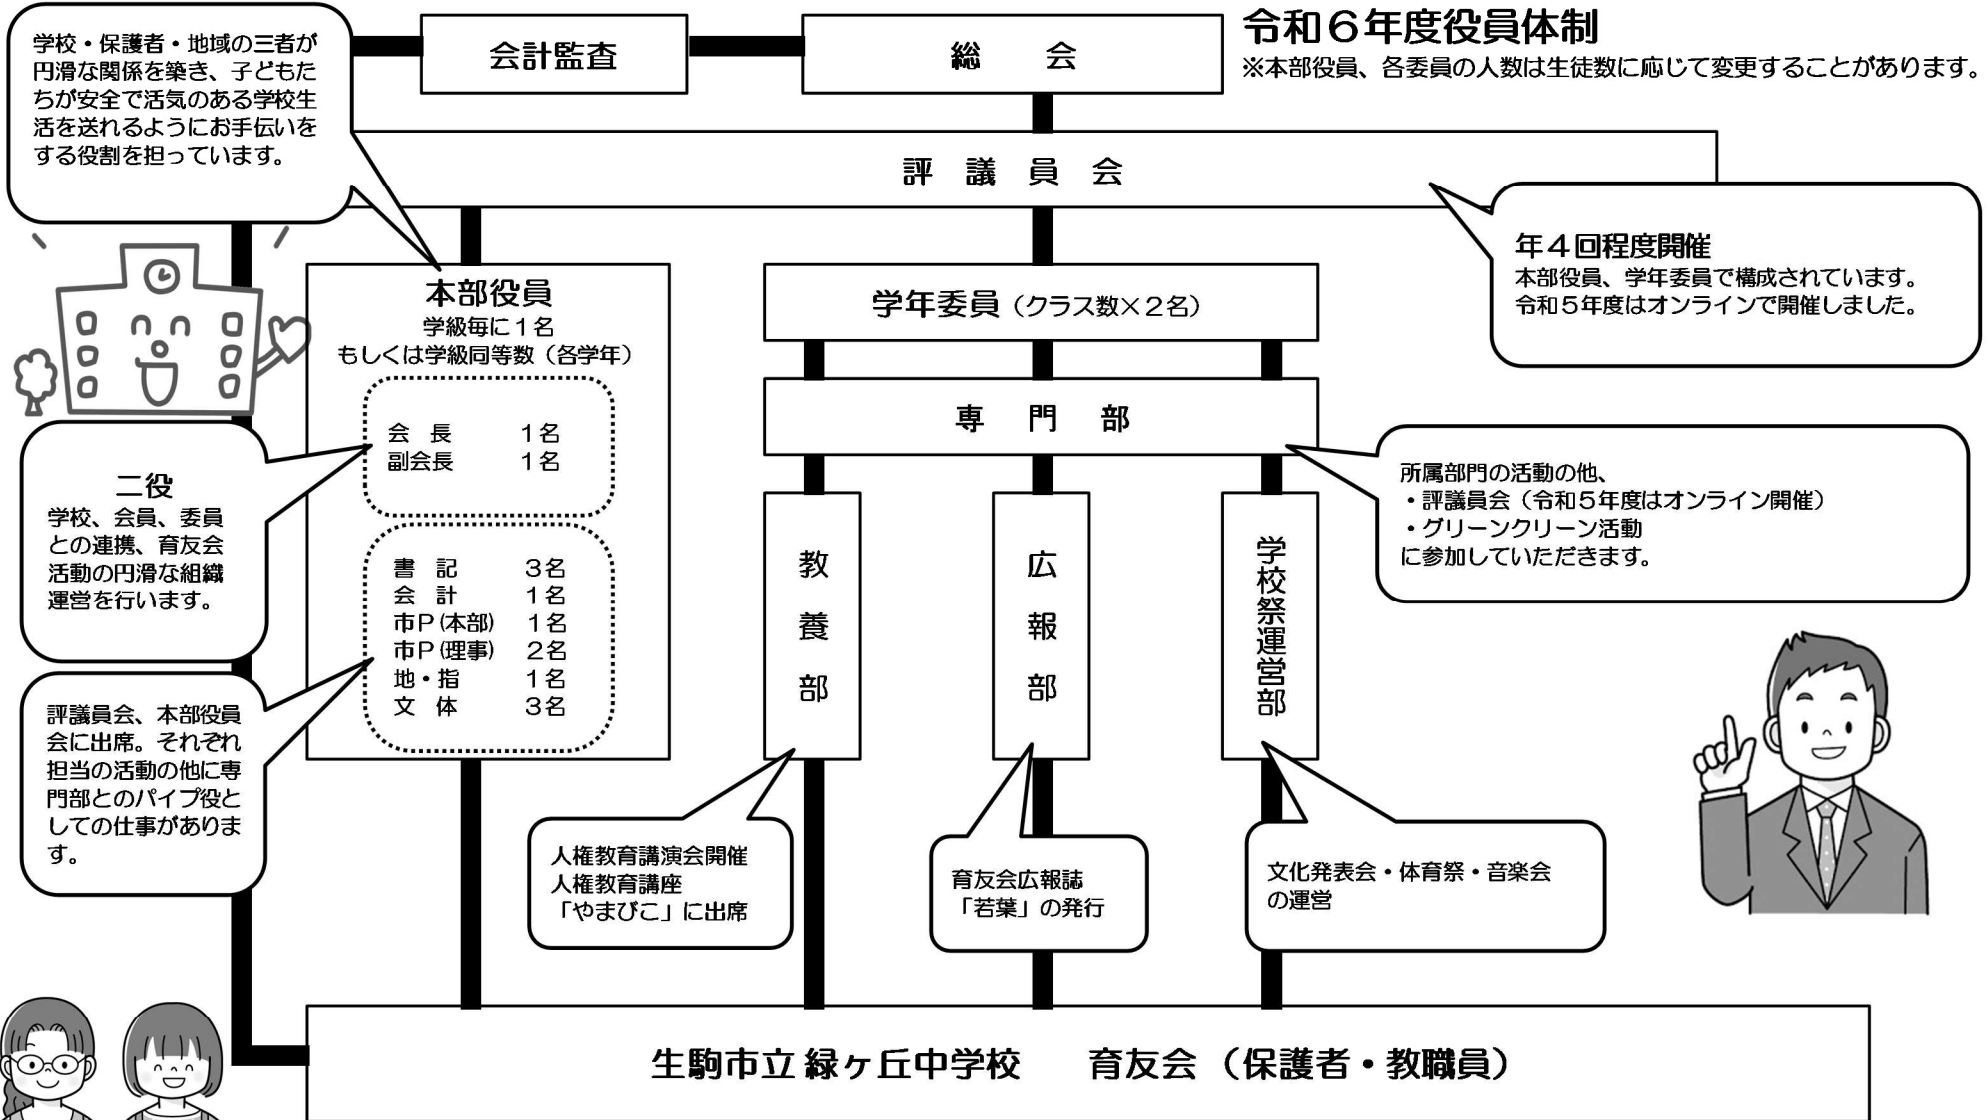 令和６年度役員体制
※本部役員、各委員の人数は生徒数に応じて変更することがあります。
学校・保護者・地域の三者が
円滑な関係を築き、子どもた
ちが安全で活気のある学校生
活を送れるようにお手伝いを
する役割を担っています。
会計監査
総　会
評　議　員　会
年４回程度開催
本部役員、学年委員で構成されています。
令和５年度はオンラインで開催しました。
本部役員
学級毎に１名
もしくは学級同等数（各学年）
会　長　１名
副会長　１名
書　記　３名
会　計　１名
市Ｐ(本部)　１名
市Ｐ(理事)　２名
地・指　１名
文　体　３名
二役
学校、会員、委員
との連携、育友会
活動の円滑な組織
運営を行います。
評議員会、本部役員
会に出席。それぞれ
担当の活動の他に専
門部とのパイプ役と
しての仕事がありま
す。
学年委員（クラス数×２名）
専　門　部
所属部門の活動の他、
・評議員会（令和５年度はオンライン開催）
・グリーンクリーン活動
に参加していただきます。
教養部
広報部
学校祭運営部
人権教育講演会開催
人権教育講座
「やまびこ」に出席
育友会広報誌
「若葉」の発行
文化発表会・体育祭・音楽会
の運営
生駒市立緑ヶ丘中学校　育友会（保護者・教職員）